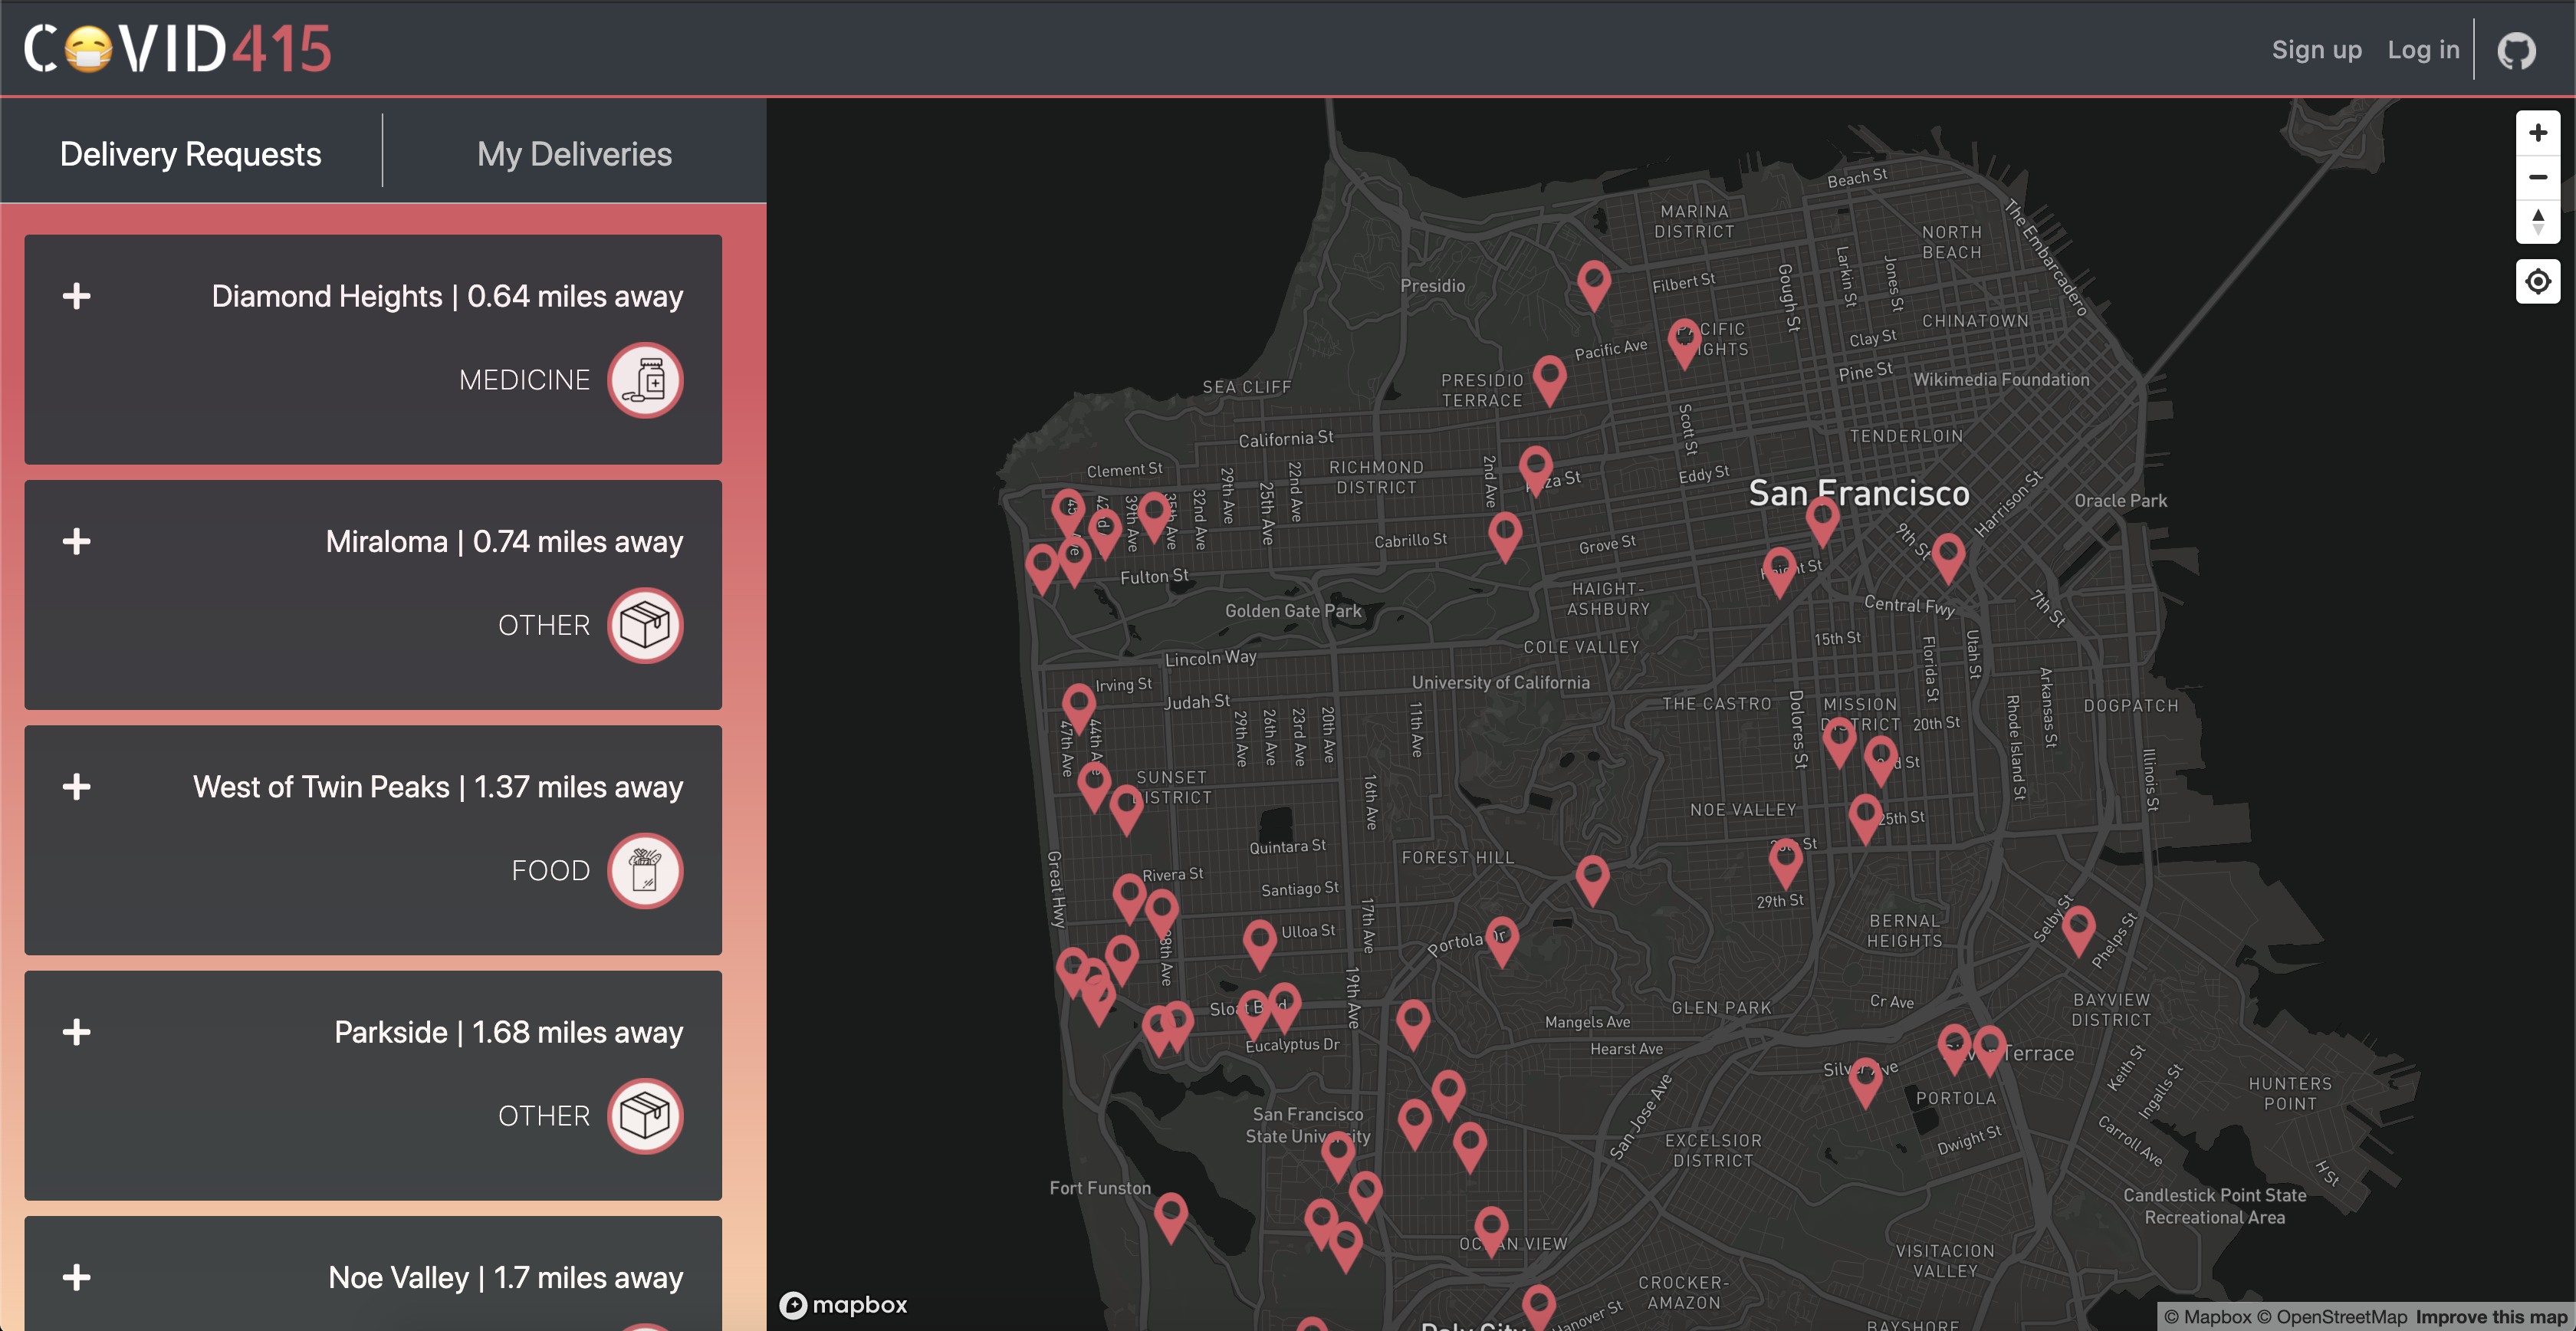 COVID415
Sign up
Log in
Delivery Requests
My Deliveries
Diamond Heights | 0.64 miles away
MEDICINE
Miraloma | 0.74 miles away
OTHER
West of Twin Peaks | 1.37 miles away
FOOD
Parkside | 1.68 miles away
OTHER
Noe Valley | 1.7 miles away
Beach St
MARINA
DISTRICT
The Embarcadero
NORTH
BEACH
Larkin St
Jones St
Gough St
Presidio
Filbert St
CHINATOWN
Clay St
Pacific Ave
Pine St
Wikimedia Foundation
PRESIDIO
TERRACE
SEA CLIFF
Scott St
California St
TENDERLOIN
Clement St
RICHMOND
DISTRICT
29th Ave
22nd Ave
2nd Ave
Eddy St
San Francisco
Harrison St
Oracle Park
39th Ave
32nd Ave
25th Ave
9th St
Cabrillo St
Grove St
Fulton St
HAIGHT-
ASHBURY
Central Fwy
7th St
Golden Gate Park
15th St
Florida St
Utah St
COLE VALLEY
Lincoln Way
Irving St
University of California
Arkansas St
Judah St
THE CASTRO
Dolores St
MISSION
DISTRICT
20th St
Rhode Island St
DOGPATCH
47th Ave
44th Ave
29th Ave
26th Ave
23rd Ave
20th Ave
11th Ave
Illinois St
SUNSET
DISTRICT
16th Ave
NOE VALLEY
25th St
Quintara St
FOREST HILL
Great Hwy
Rivera St
Santiago St
29th St
17th Ave
BERNAL
HEIGHTS
Selby St
Phelps St
Ulloa St
Portola Dr
38th Ave
19th Ave
Sloat Blvd
GLEN PARK
Cr Ave
BAYVIEW
DISTRICT
Mangels Ave
Eucalyptus Dr
Hearst Ave
Silver Terrace
Silver Ave
Keith St
Ingalls St
HUNTERS
POINT
PORTOLA
San Jose Ave
San Francisco
State University
EXCELSIOR
DISTRICT
Dwight St
Carroll Ave
H St
Fort Funston
Candlestick Point State
Recreational Area
OCEAN VIEW
VISITACION
VALLEY
CROCKER-
AMAZON
Hanover St
Daly City
BAYSHORE
mapbox
© Mapbox © OpenStreetMap Improve this map